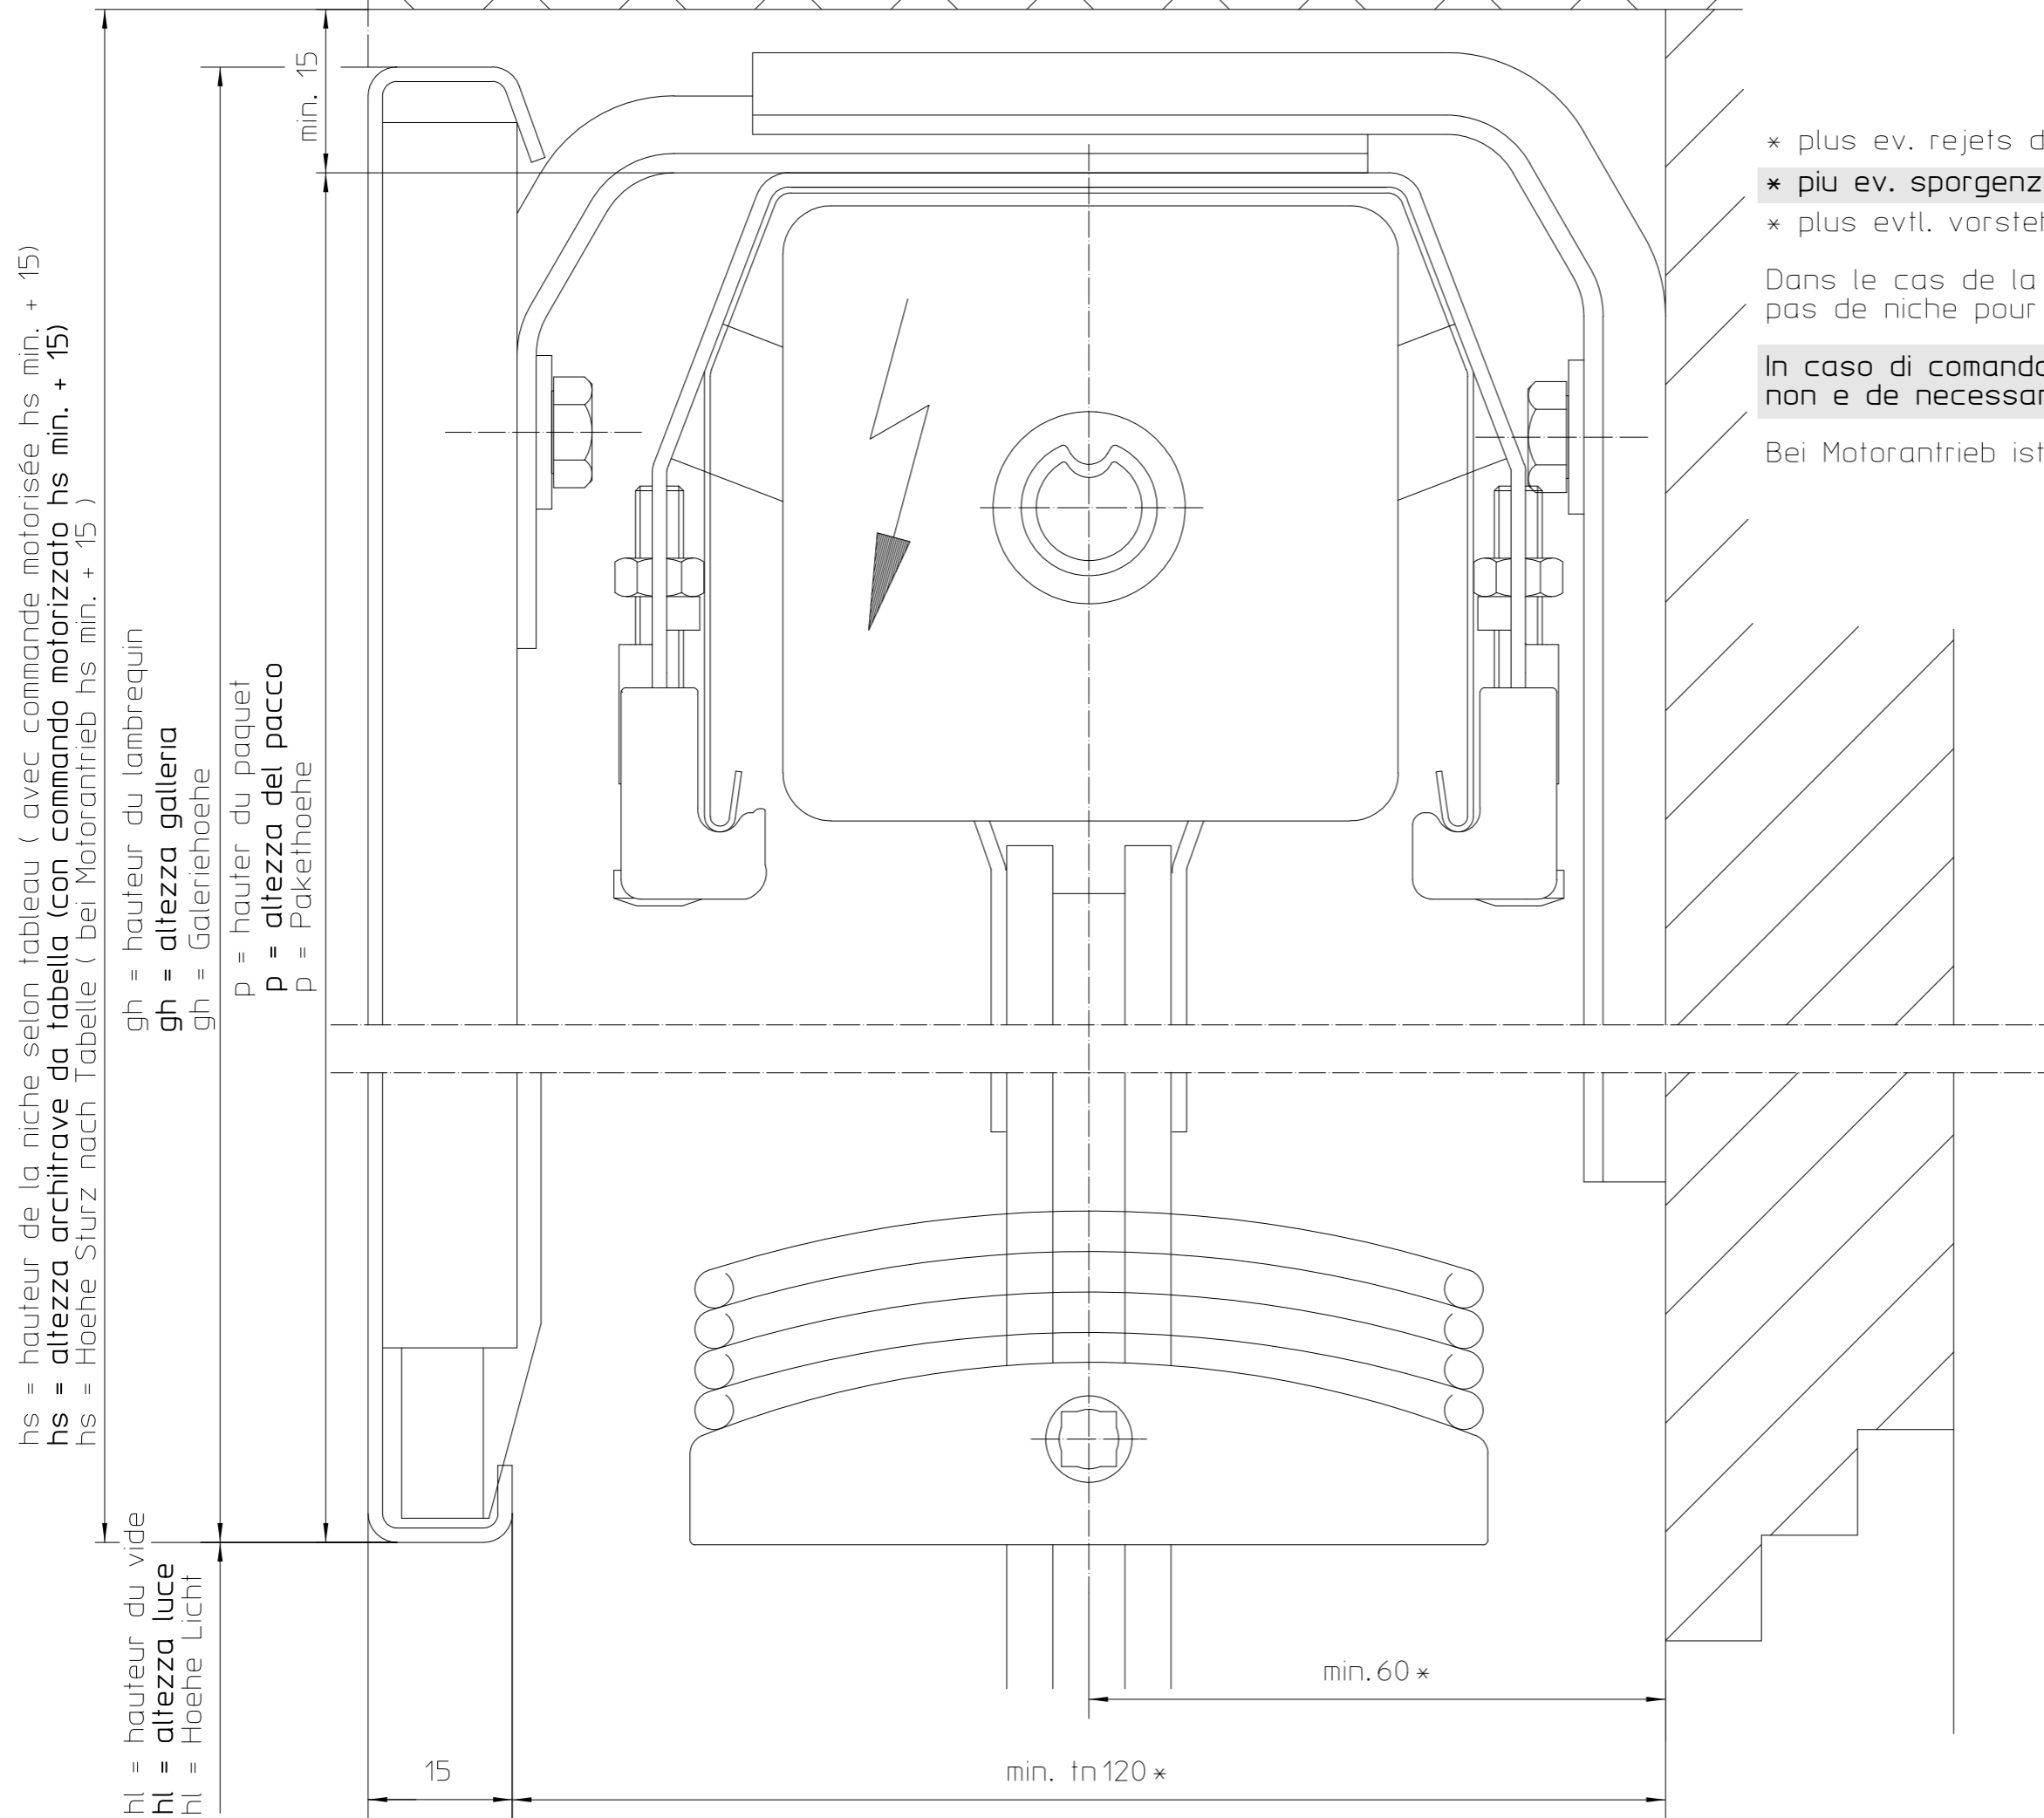 hs = hauteur de la niche selon tableau ( avec commande motorisée hs min. + 15)
hs = altezza architrave da tabella (con commando motorizzato hs min. + 15)
hs = Hoehe Sturz nach Tabelle ( bei Motorantrieb hs min. + 15 )
gh = hauteur du lambrequin
gh = altezza galleria
gh = Galeriehoehe
p = hauter du paquet
p = altezza del pacco
p = Pakethoehe
min. 15
* plus ev. rejets d
* piu ev. sporgenz
* plus evtl. vorste
Dans le cas de la
pas de niche pour
In caso di comando
non e de necessar
Bei Motorantrieb ist
hl = hauteur du vide
hl = altezza luce
hl = Hoehe Licht
min.60 *
15
min. tn120 *